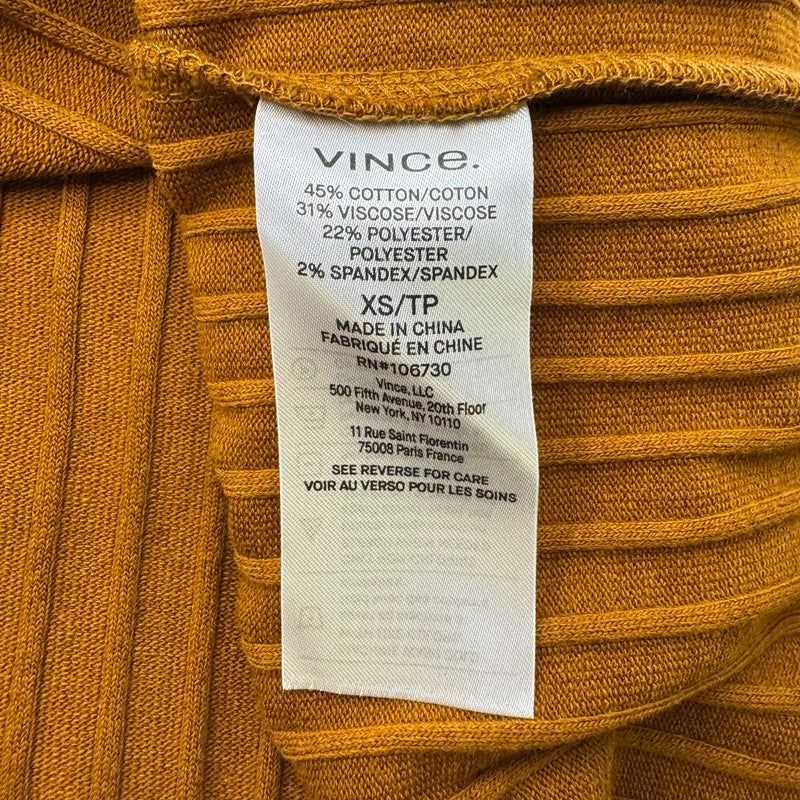 VINCe.
45% COTTON/COTON
31% VISCOSE/VISCOSE
22% POLYESTER/
POLYESTER
2% SPANDEX/SPANDEX
XS/TP
MADE IN CHINA
FABRIQUÉ EN CHINE
RN#106730
Vince, LLC
500 Fifth Avenue, 20th Floor
New York, NY 10110
11 Rue Saint Florentin
75008 Paris France
SEE REVERSE FOR CARE
VOIR AU VERSO POUR LES SOINS